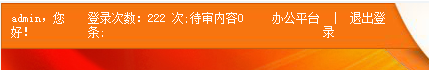 admin，您 登录次数：222 次;待审内容0 办公平台 | 退出登
好！ 条; 录